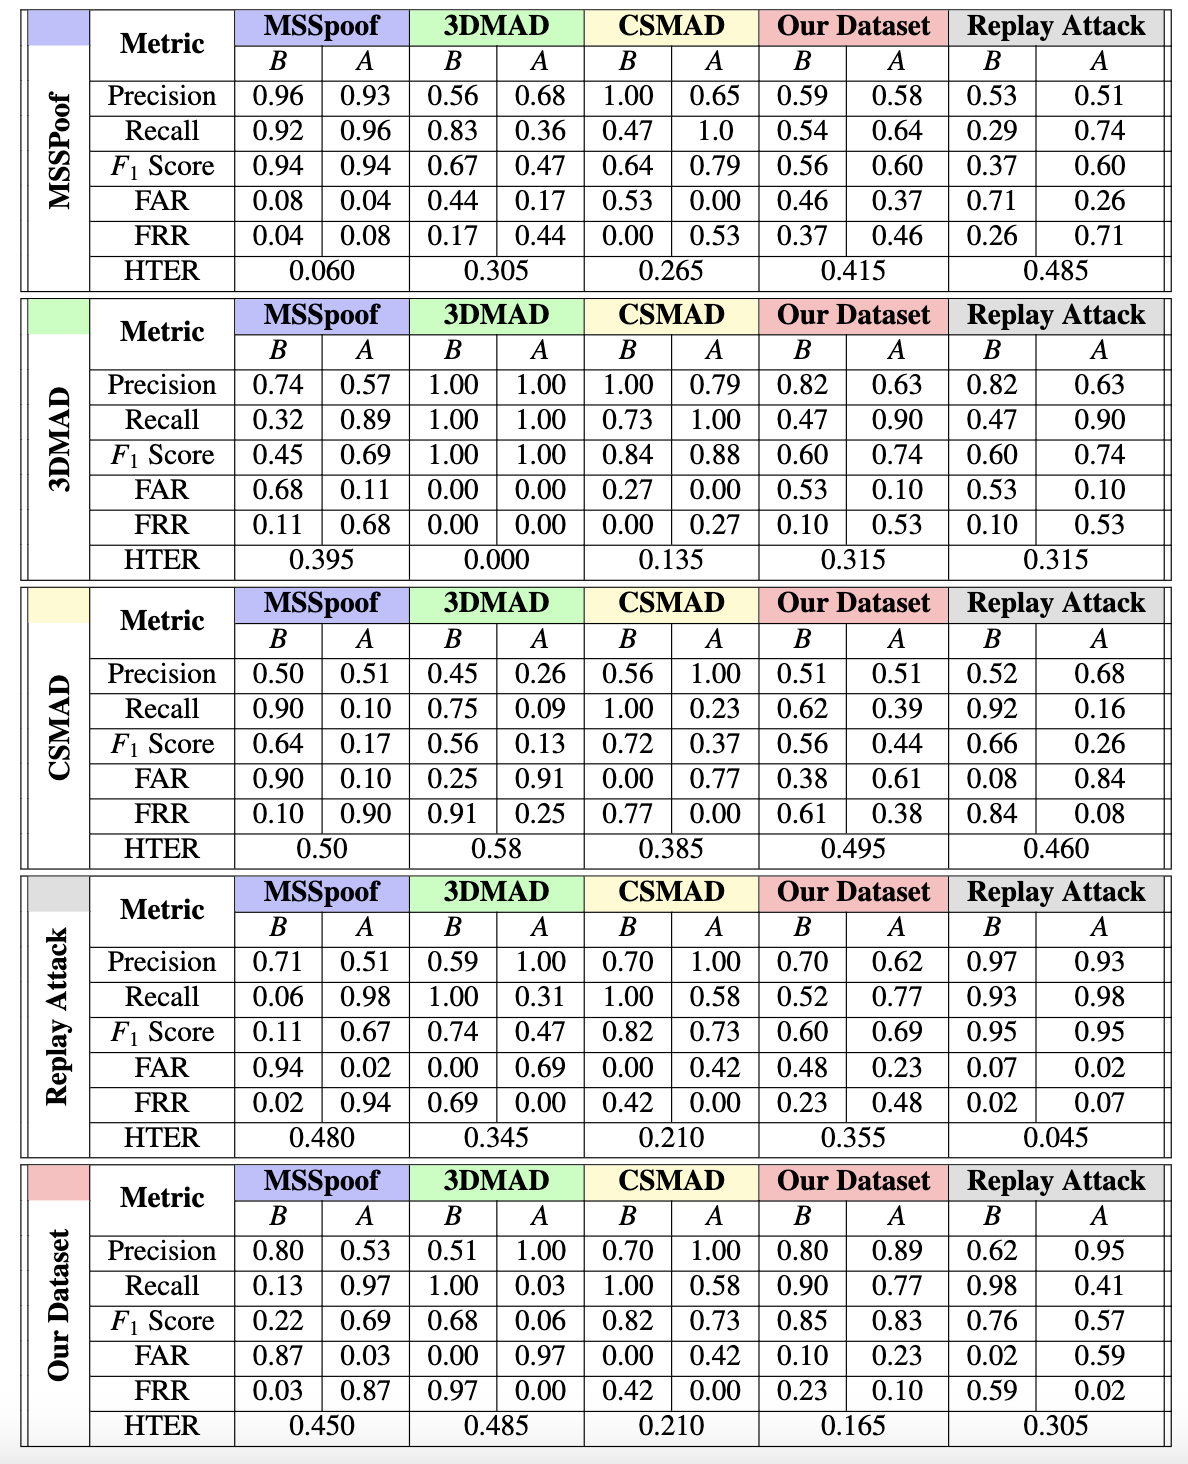 MSSPoof
Metric MSSpoof 3DMAD CSMAD Our Dataset Replay Attack
B A B A B A B A B A
Precision 0.96 0.93 0.56 0.68 1.00 0.65 0.59 0.58 0.53 0.51
Recall 0.92 0.96 0.83 0.36 0.47 1.0 0.54 0.64 0.29 0.74
F1 Score 0.94 0.94 0.67 0.47 0.64 0.79 0.56 0.60 0.37 0.60
FAR 0.08 0.04 0.44 0.17 0.53 0.00 0.46 0.37 0.71 0.26
FRR 0.04 0.08 0.17 0.44 0.00 0.53 0.37 0.46 0.26 0.71
HTER 0.060 0.305 0.265 0.415 0.485
3DMAD
Metric MSSpoof 3DMAD CSMAD Our Dataset Replay Attack
B A B A B A B A B A
Precision 0.74 0.57 1.00 1.00 1.00 0.79 0.82 0.63 0.82 0.63
Recall 0.32 0.89 1.00 1.00 0.73 1.00 0.47 0.90 0.47 0.90
F1 Score 0.45 0.69 1.00 1.00 0.84 0.88 0.60 0.74 0.60 0.74
FAR 0.68 0.11 0.00 0.00 0.27 0.00 0.53 0.10 0.53 0.10
FRR 0.11 0.68 0.00 0.00 0.00 0.27 0.10 0.53 0.10 0.53
HTER 0.395 0.000 0.135 0.315 0.315
CSMAD
Metric MSSpoof 3DMAD CSMAD Our Dataset Replay Attack
B A B A B A B A B A
Precision 0.50 0.51 0.45 0.26 0.56 1.00 0.51 0.51 0.52 0.68
Recall 0.90 0.10 0.75 0.09 1.00 0.23 0.62 0.39 0.92 0.16
F1 Score 0.64 0.17 0.56 0.13 0.72 0.37 0.56 0.44 0.66 0.26
FAR 0.90 0.10 0.25 0.91 0.00 0.77 0.38 0.61 0.08 0.84
FRR 0.10 0.90 0.91 0.25 0.77 0.00 0.61 0.38 0.84 0.08
HTER 0.50 0.58 0.385 0.495 0.460
Replay Attack
Metric MSSpoof 3DMAD CSMAD Our Dataset Replay Attack
B A B A B A B A B A
Precision 0.71 0.51 0.59 1.00 0.70 1.00 0.70 0.62 0.97 0.93
Recall 0.06 0.98 1.00 0.31 1.00 0.58 0.52 0.77 0.93 0.98
F1 Score 0.11 0.67 0.74 0.47 0.82 0.73 0.60 0.69 0.95 0.95
FAR 0.94 0.02 0.00 0.69 0.00 0.42 0.48 0.23 0.07 0.02
FRR 0.02 0.94 0.69 0.00 0.42 0.00 0.23 0.48 0.02 0.07
HTER 0.480 0.345 0.210 0.355 0.045
Our Dataset
Metric MSSpoof 3DMAD CSMAD Our Dataset Replay Attack
B A B A B A B A B A
Precision 0.80 0.53 0.51 1.00 0.70 1.00 0.80 0.89 0.62 0.95
Recall 0.13 0.97 1.00 0.03 1.00 0.58 0.90 0.77 0.98 0.41
F1 Score 0.22 0.69 0.68 0.06 0.82 0.73 0.85 0.83 0.76 0.57
FAR 0.87 0.03 0.00 0.97 0.00 0.42 0.10 0.23 0.02 0.59
FRR 0.03 0.87 0.97 0.00 0.42 0.00 0.23 0.10 0.59 0.02
HTER 0.450 0.485 0.210 0.165 0.305